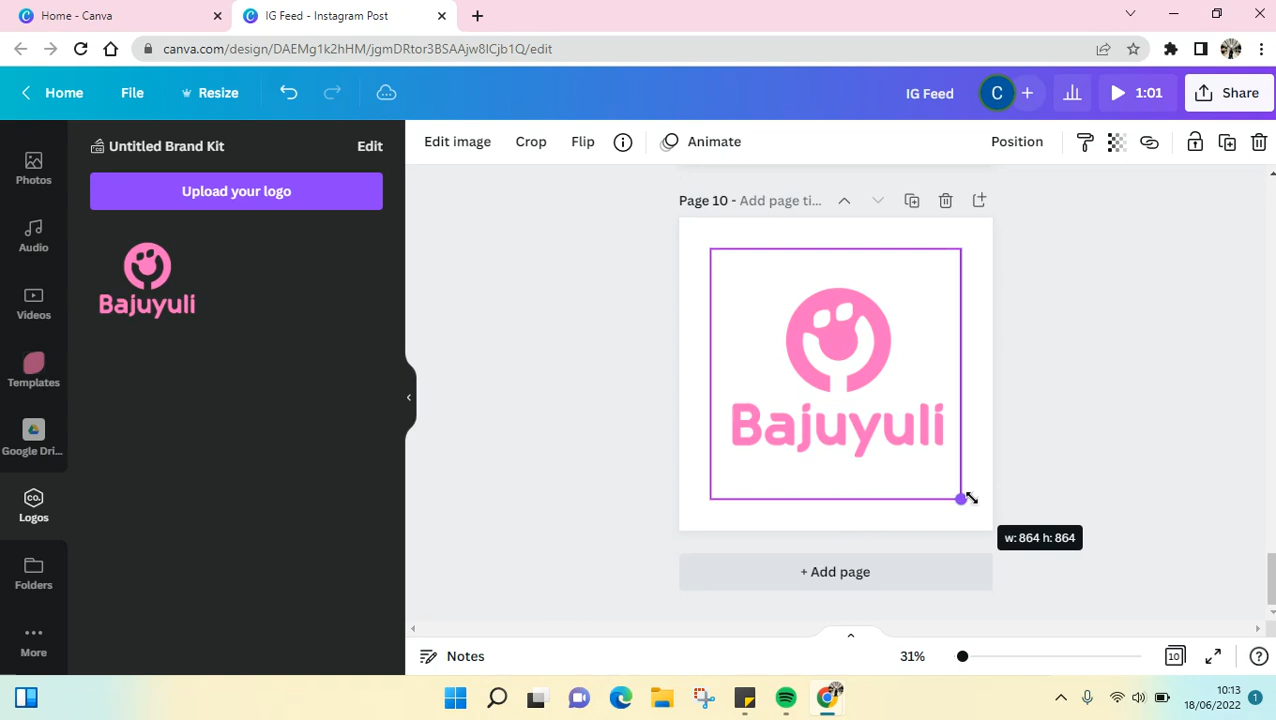 Home - Canva
IG Feed - Instagram Post
canva.com/design/DAEMg1k2hHM/jgmDRtor3BSAAjw8ICjb1Q/edit
Home
File
Resize
IG Feed
C
1:01
Share
Untitled Brand Kit
Edit
Edit image
Crop
Flip
Animate
Position
Photos
Upload your logo
Page 10 - Add page ti...
Audio
Bajuyuli
Videos
Templates
Bajuyuli
Google Dri...
co.
Logos
w: 864 h: 864
Folders
+ Add page
More
Notes
31%
10
10:13
18/06/2022
1